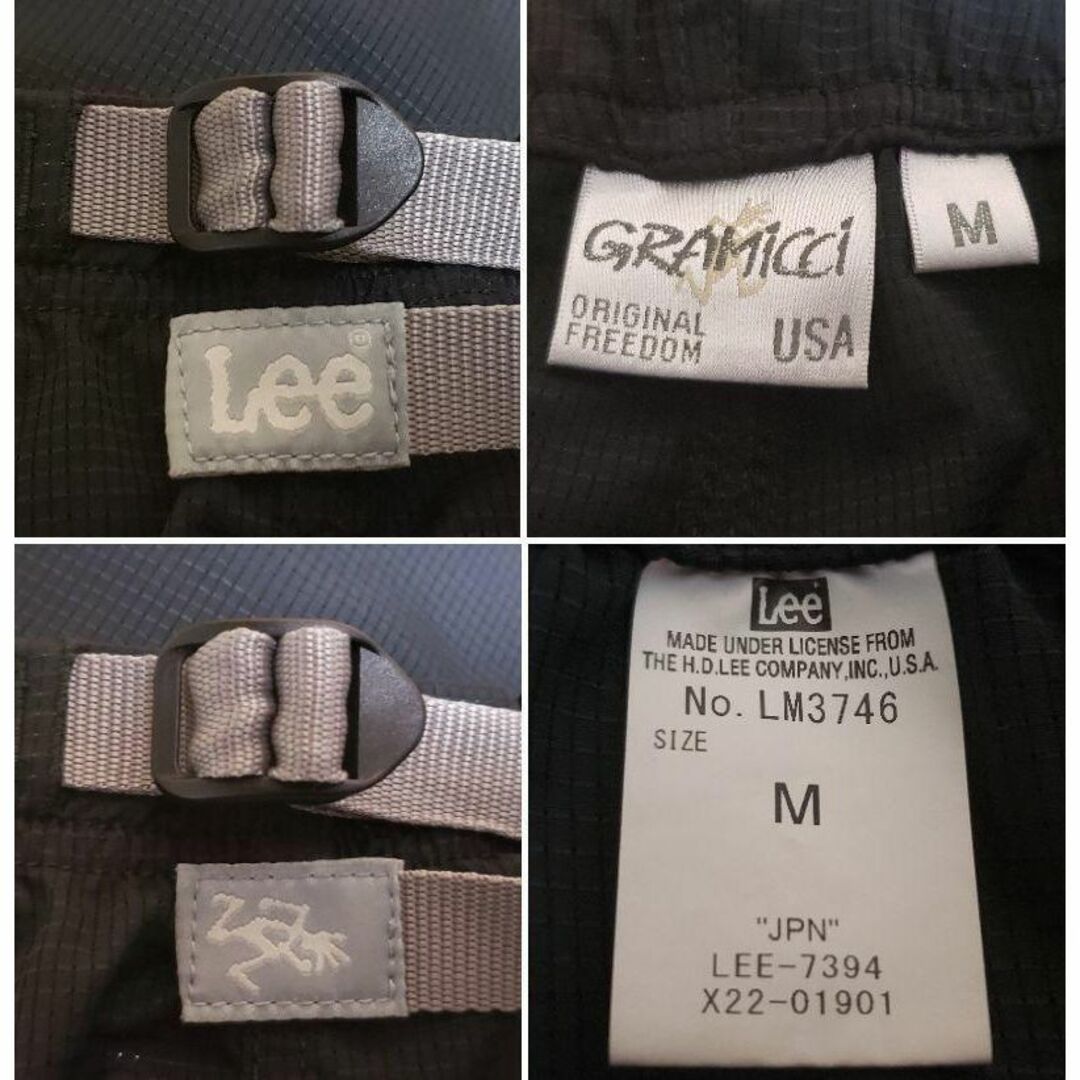 Lee®
GRAMiCCi
ORIGINAL
FREEDOM
USA
M
Lee
MADE UNDER LICENSE FROM
THE H.D.LEE COMPANY,INC.,U.S.A.
No. LM3746
SIZE
M
"JPN"
LEE-7394
X22-01901